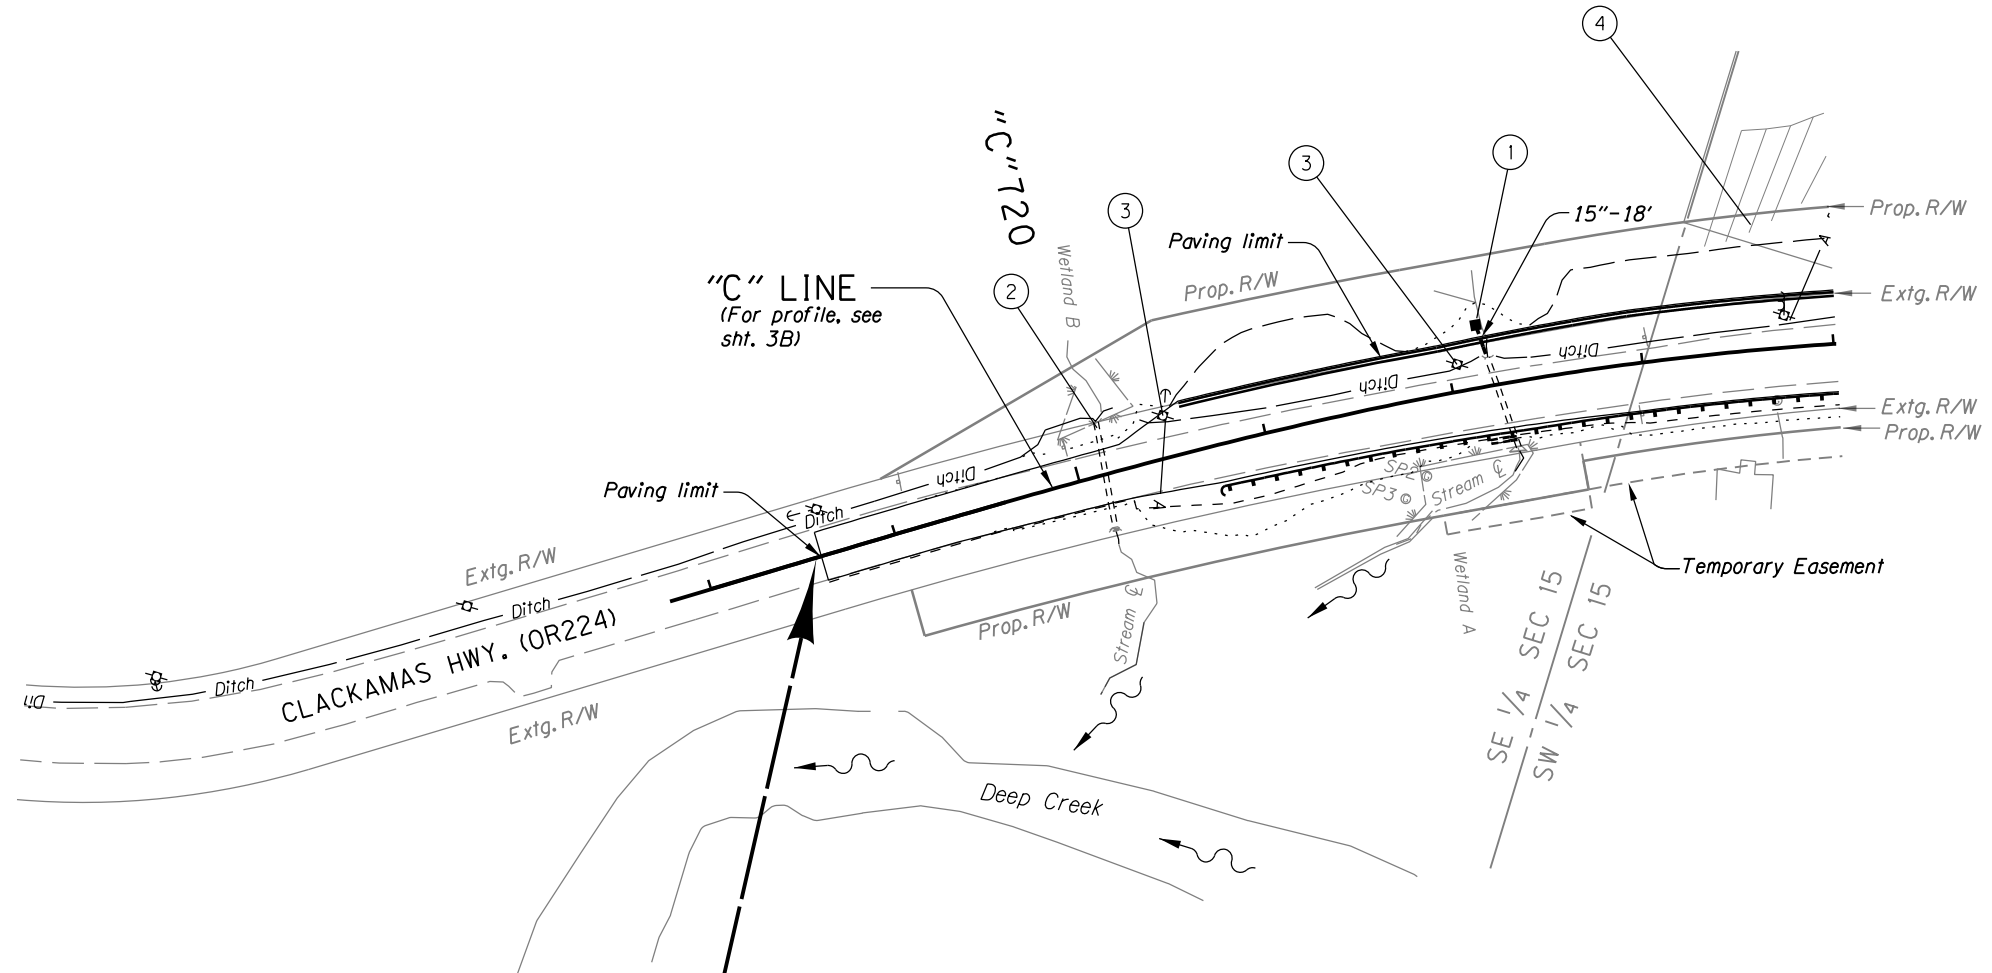 4
1
3
15"-18'
Prop. R/W
3
"C" 720
Paving limit
A
Wetland B
"C" LINE
(For profile, see
sht. 3B)
2
Prop. R/W
Extg. R/W
Ditch
Ditch
Extg. R/W
Prop. R/W
Ditch
SP2
SP3
Stream ℄
A
Paving limit
Ditch
Extg. R/W
Temporary Easement
Wetland A
Ditch
Prop. R/W
Stream ℄
CLACKAMAS HWY. (OR224)
Ditch
Dit
Extg. R/W
SE 1/4 SEC 15
SW 1/4 SEC 15
Deep Creek